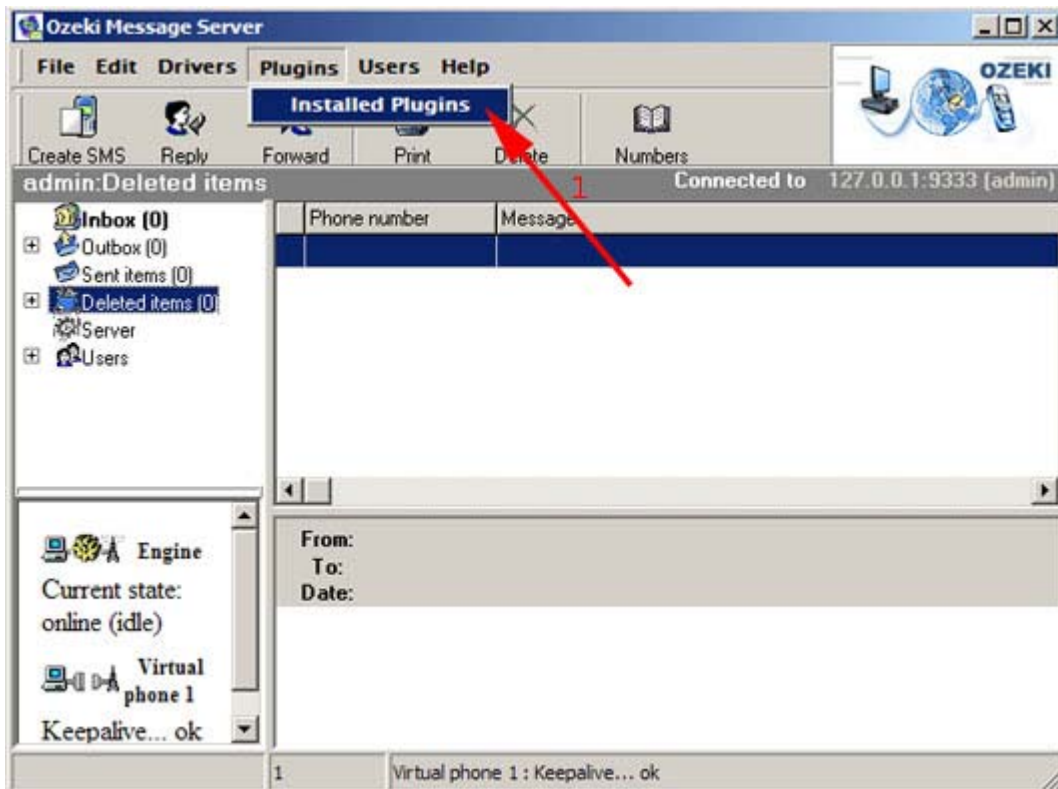 Ozeki Message Server
File Edit Drivers Plugins Users Help
OZEKI
Installed Plugins
Create SMS Reply Forward Print Delete Numbers
1
admin:Deleted items Connected to 127.0.0.1:9333 (admin)
Inbox (0)
Outbox (0)
Sent items (0)
Deleted items (0)
Server
Users
Phone number Message
Engine
Current state:
online (idle)
Virtual
phone 1
Keepalive... ok
From:
To:
Date:
1 Virtual phone 1 : Keepalive... ok